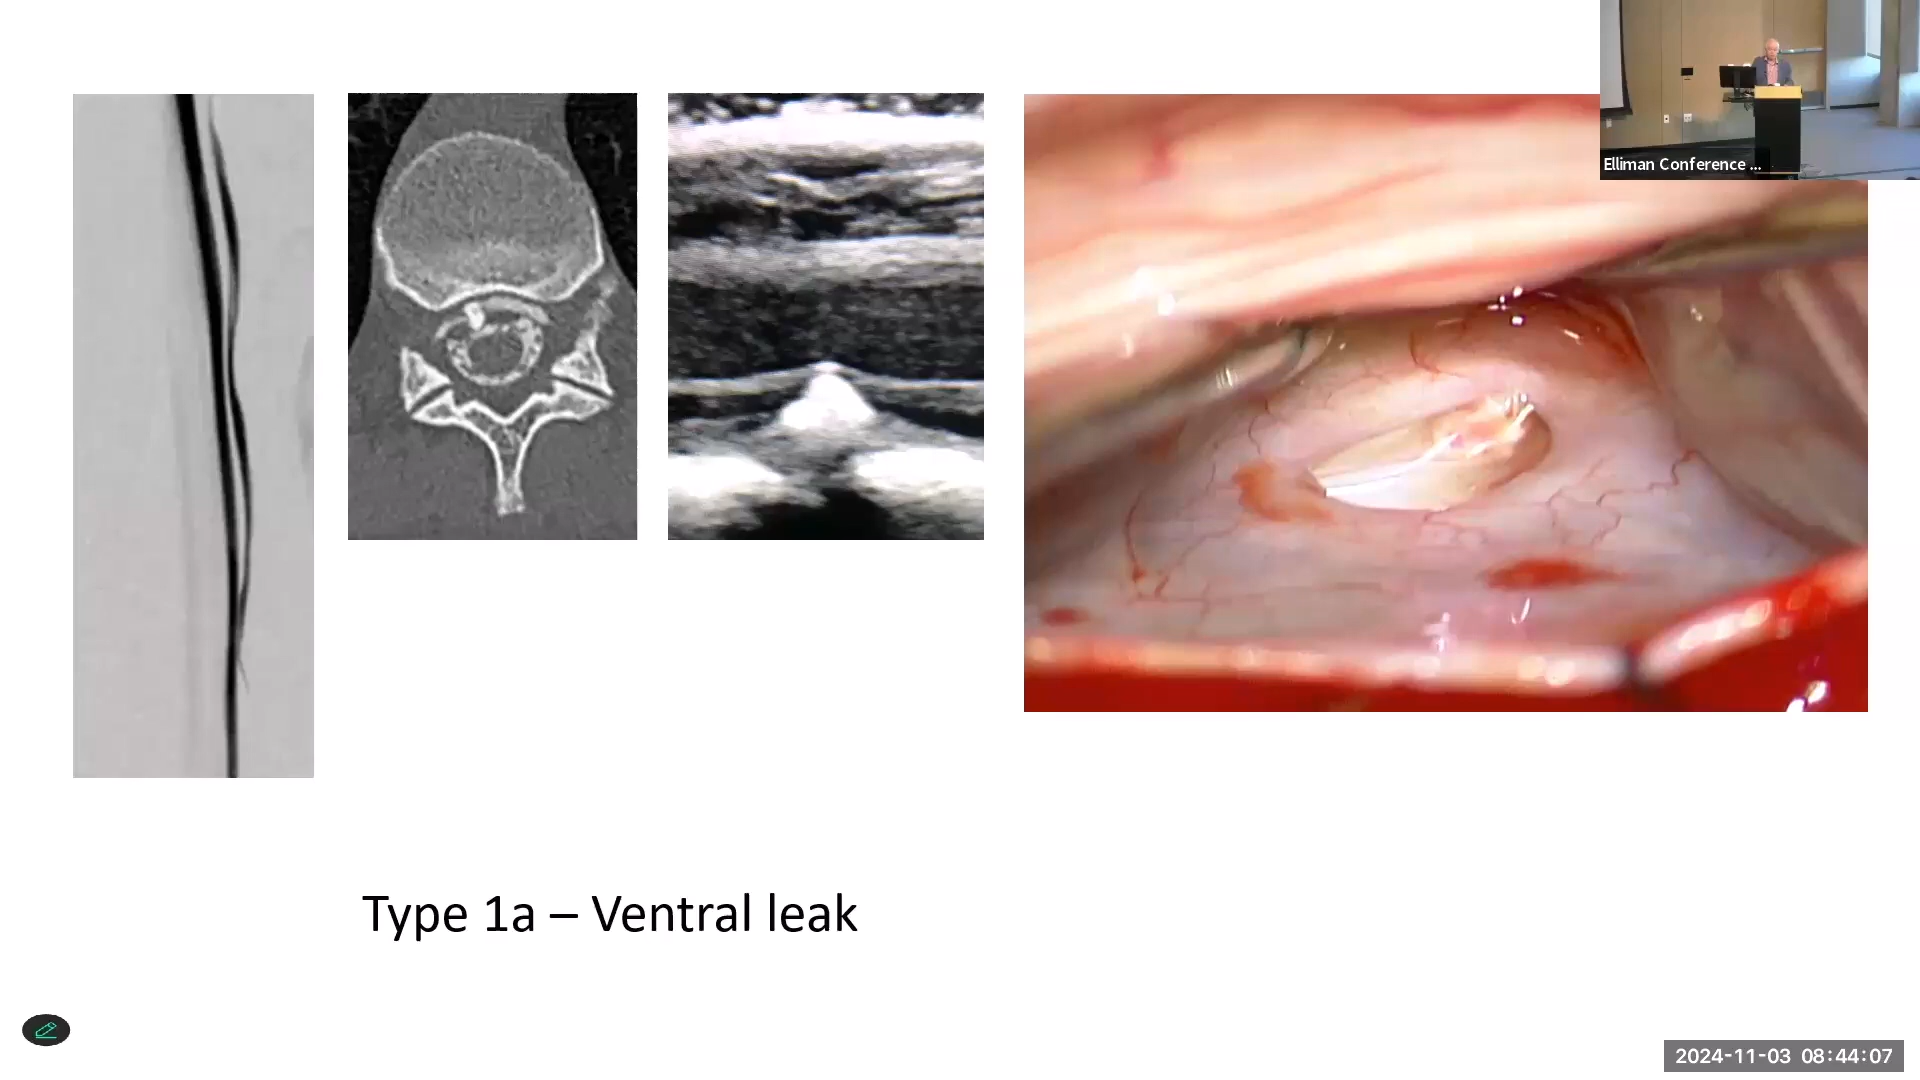 Elliman Conference ...
Type 1a – Ventral leak
2024-11-03 08:44:07